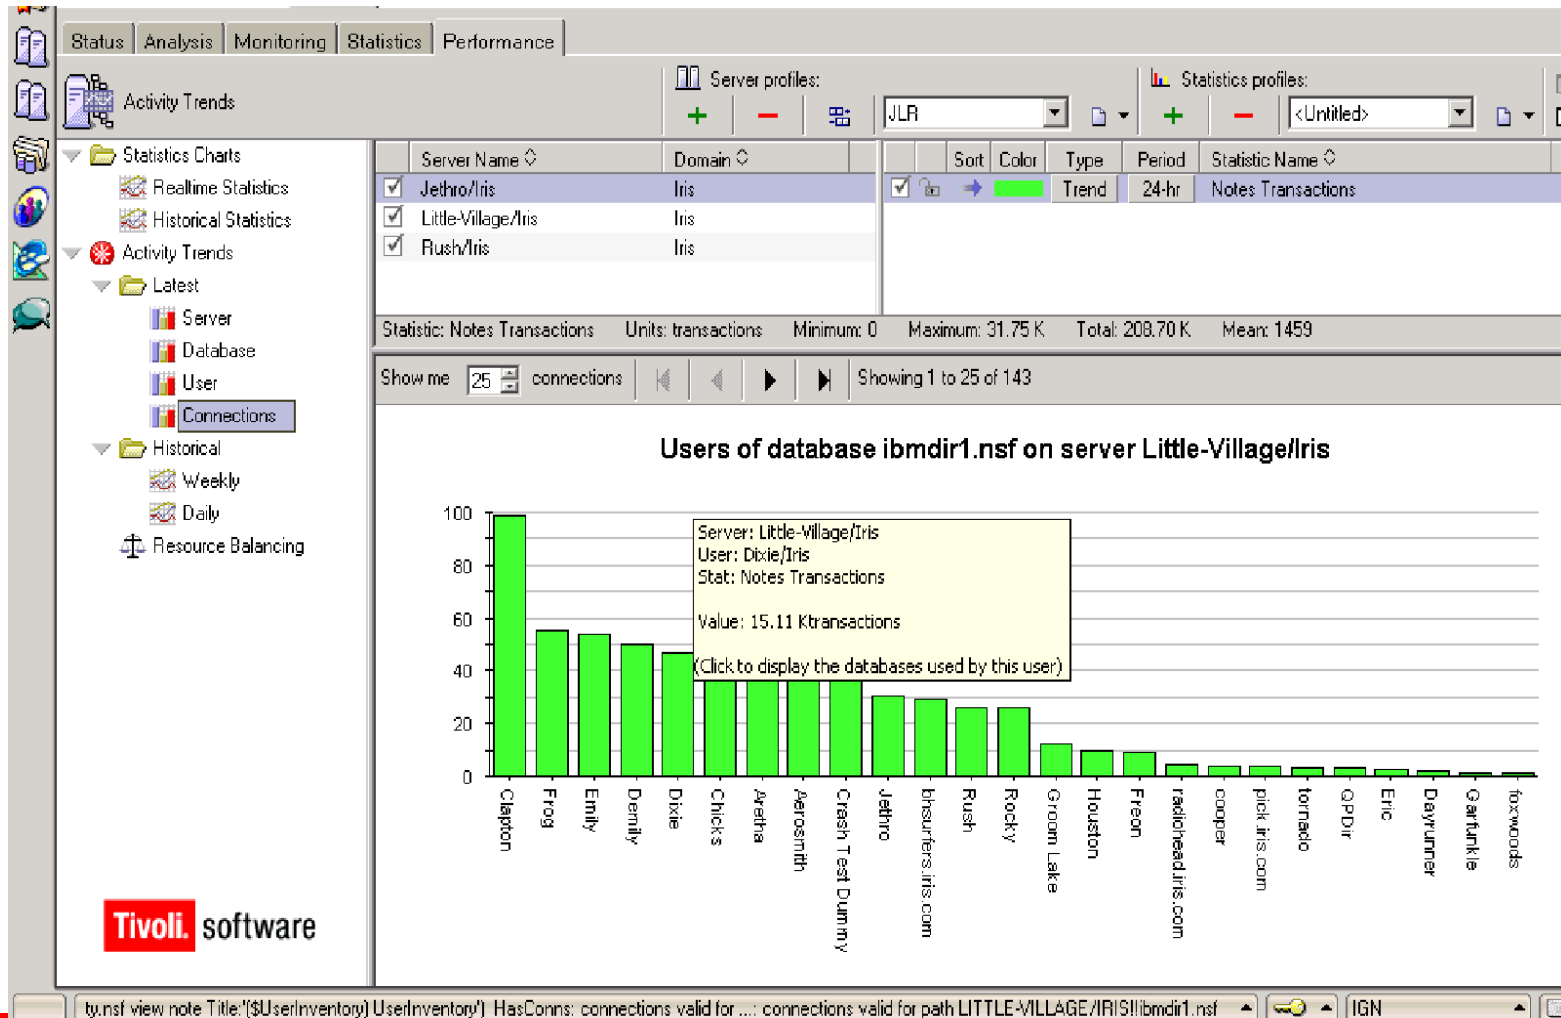 Status Analysis Monitoring Statistics Performance
Activity Trends
Server profiles:
JLR
Statistics profiles:
<Untitled>
Statistics Charts
Realtime Statistics
Historical Statistics
Activity Trends
Latest
Server
Database
User
Connections
Historical
Weekly
Daily
Resource Balancing
Tivoli. software
Server Name Domain
Jethro/Iris Iris
Little-Village/Iris Iris
Rush/Iris Iris
Sort Color Type Period Statistic Name
Trend 24-hr Notes Transactions
Statistic: Notes Transactions Units: transactions Minimum: 0 Maximum: 31.75 K Total: 208.70 K Mean: 1459
Show me 25 connections Showing 1 to 25 of 143
Users of database ibmdir1.nsf on server Little-Village/Iris
100
80
60
40
20
0
Server: Little-Village/Iris
User: Dixie/Iris
Stat: Notes Transactions
Value: 15.11 Ktransactions
(Click to display the databases used by this user)
Clapton
Frog
Emily
Demily
Dixie
Chicks
Aretha
Aerosmith
Crash Test Dummy
Jethro
bhsurfers.iris.com
Rush
Rocky
Groom Lake
Houston
Freon
radiohead.iris.com
cooper
pick.iris.com
tornado
QPDir
Eric
Dayrunner
Garfunkle
foxwoods
ty.nsf view note Title:'($UserInventory) UserInventory') HasConns: connections valid for ...: connections valid for path LITTLE-VILLAGE/IRIS!!ibmdir1.nsf
IGN